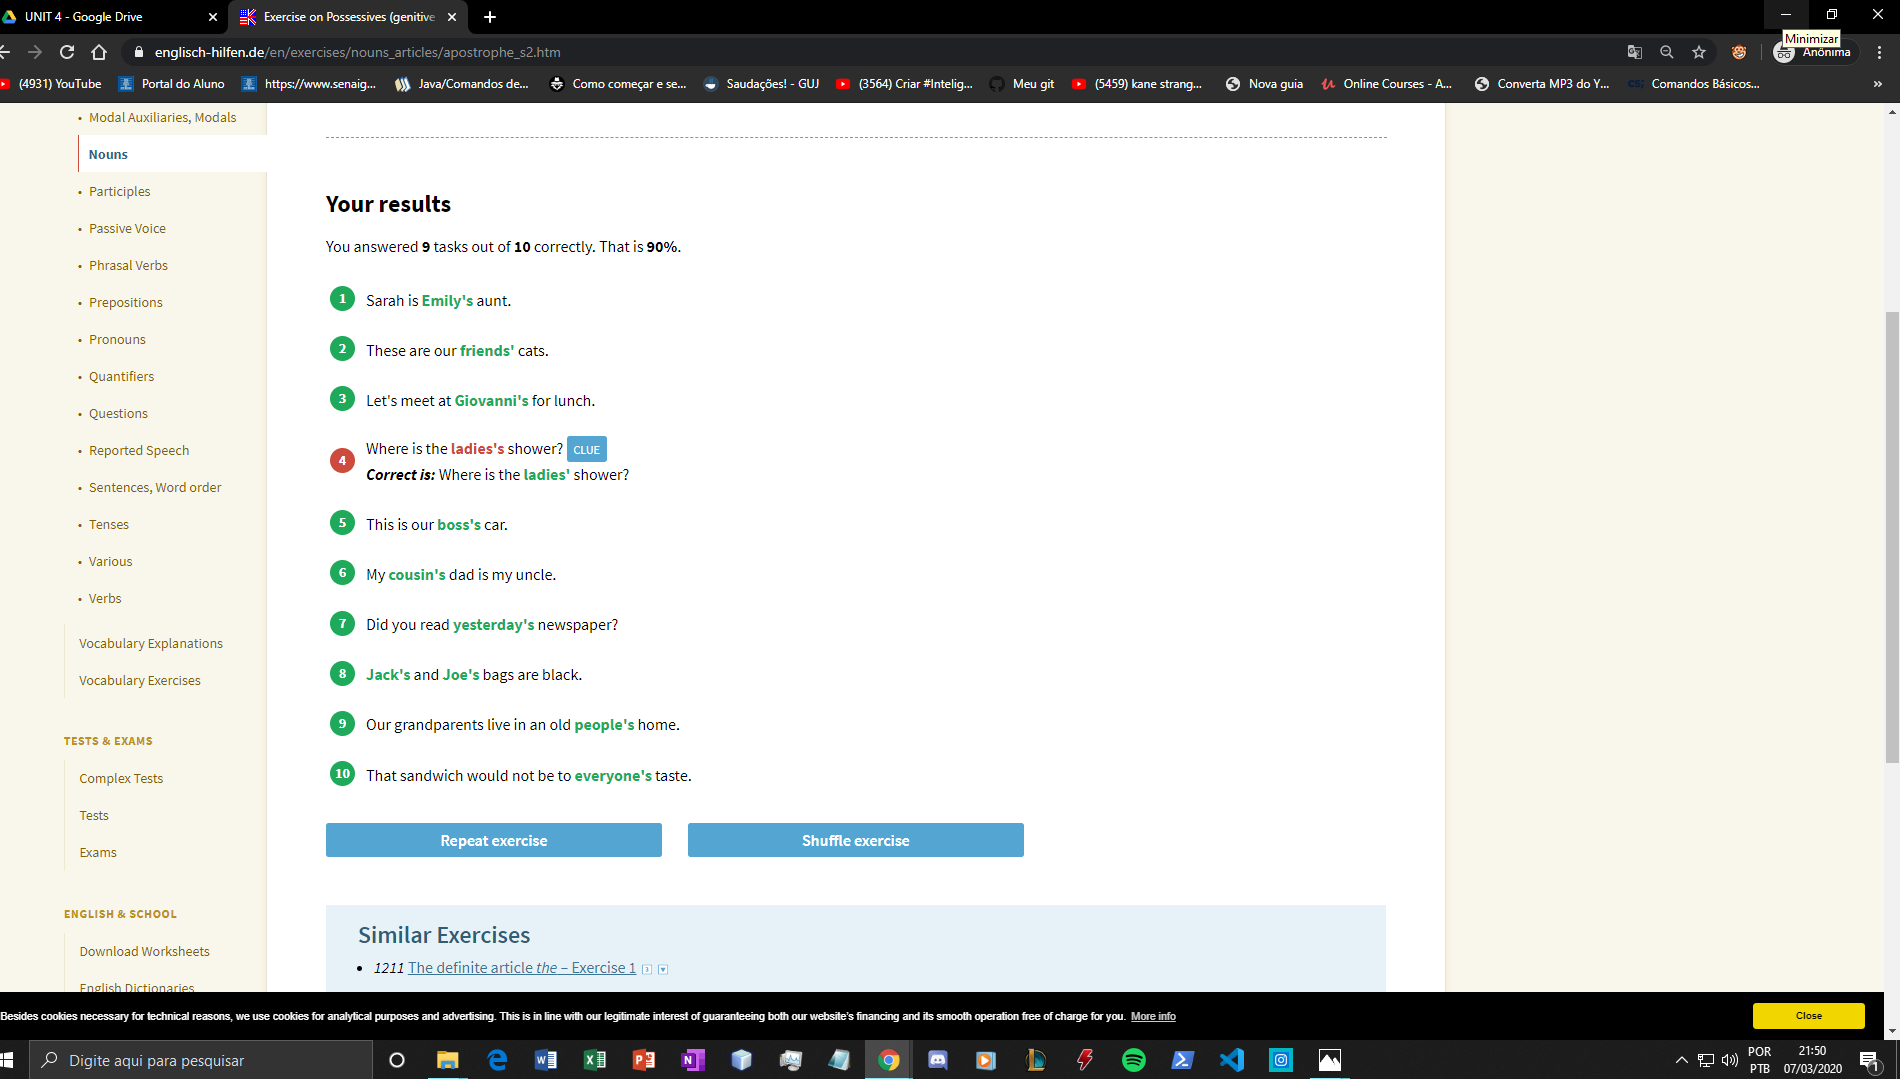 UNIT 4 - Google Drive
Exercise on Possessives (genitive
Minimizar
englisch-hilfen.de/en/exercises/nouns_articles/apostrophe_s2.htm
Anônima
(4931) YouTube
Portal do Aluno
https://www.senaig...
Java/Comandos de...
Como começar e se...
Saudações! - GUJ
(3564) Criar #Intelig...
Meu git
(5459) kane strang...
Nova guia
Online Courses - A...
Converta MP3 do Y...
Comandos Básicos...
»
• Modal Auxiliaries, Modals
Nouns
• Participles
• Passive Voice
• Phrasal Verbs
• Prepositions
• Pronouns
• Quantifiers
• Questions
• Reported Speech
• Sentences, Word order
• Tenses
• Various
• Verbs
Vocabulary Explanations
Vocabulary Exercises
TESTS & EXAMS
Complex Tests
Tests
Exams
ENGLISH & SCHOOL
Download Worksheets
English Dictionaries
Your results
You answered 9 tasks out of 10 correctly. That is 90%.
1 Sarah is Emily's aunt.
2 These are our friends' cats.
3 Let's meet at Giovanni's for lunch.
4 Where is the ladies's shower? CLUE
Correct is: Where is the ladies' shower?
5 This is our boss's car.
6 My cousin's dad is my uncle.
7 Did you read yesterday's newspaper?
8 Jack's and Joe's bags are black.
9 Our grandparents live in an old people's home.
10 That sandwich would not be to everyone's taste.
Repeat exercise
Shuffle exercise
Similar Exercises
• 1211 The definite article the – Exercise 1
Besides cookies necessary for technical reasons, we use cookies for analytical purposes and advertising. This is in line with our legitimate interest of guaranteeing both our website's financing and its smooth operation free of charge for you. More info
Close
Digite aqui para pesquisar
POR
PTB
21:50
07/03/2020
1